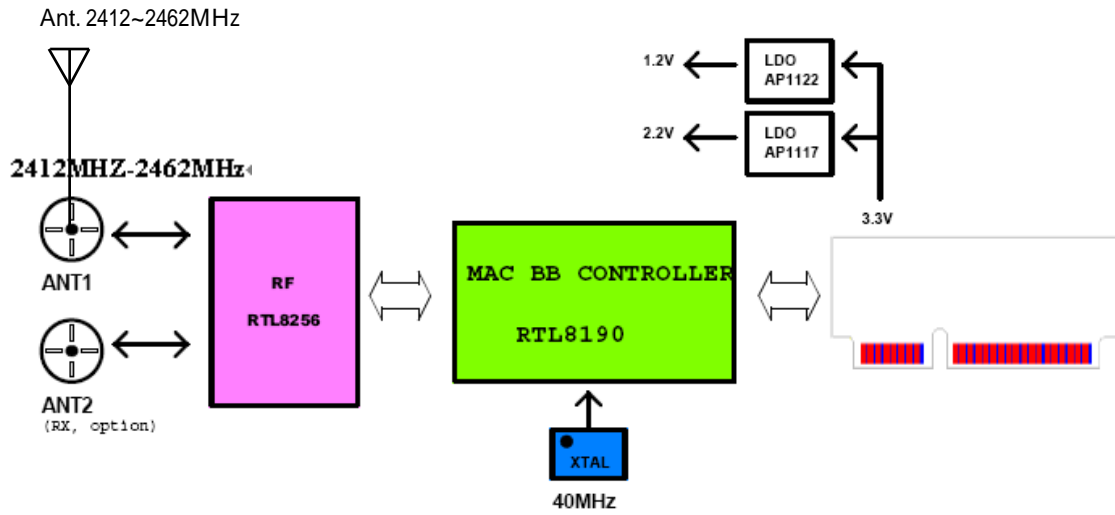 Ant. 2412~2462MHz
1.2V
LDO
AP1122
2.2V
LDO
AP1117
3.3V
2412MHZ-2462MHz
ANT1
RF
RTL8256
MAC BB CONTROLLER
RTL8190
ANT2
(RX, option)
XTAL
40MHz